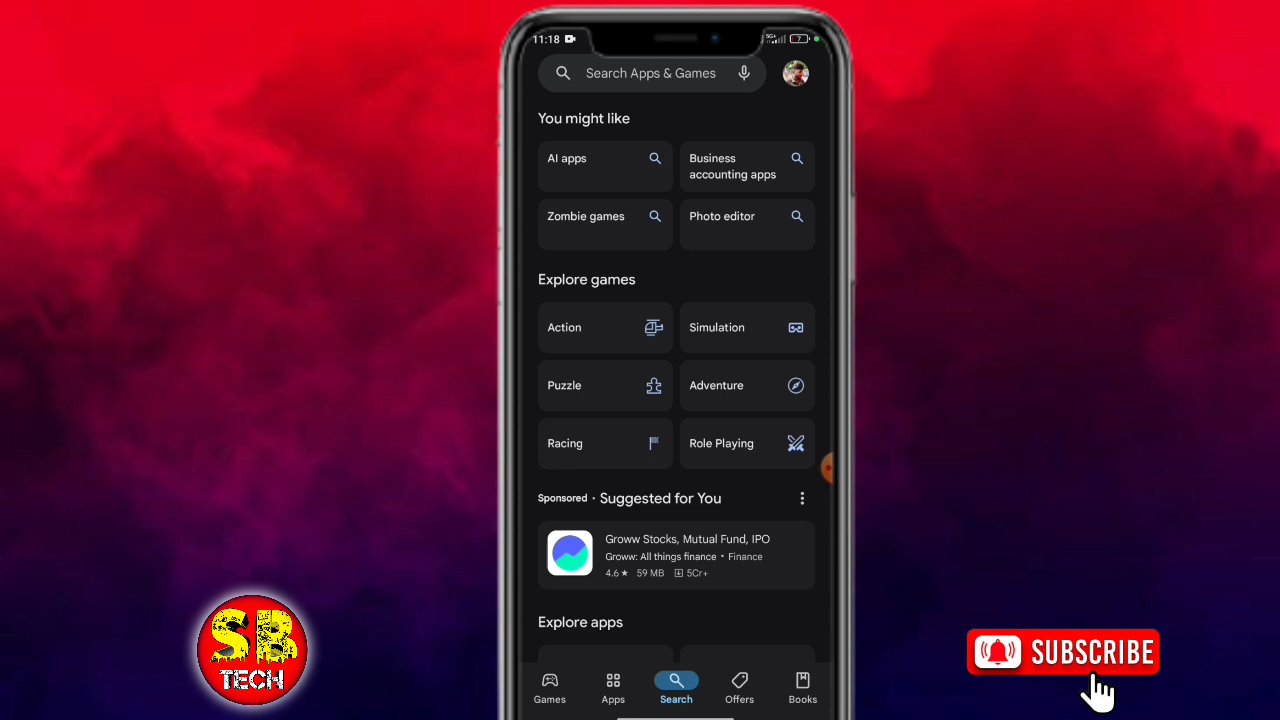 11:18
5G+
7
Search Apps & Games
You might like
AI apps
Business
accounting apps
Zombie games
Photo editor
Explore games
Action
Simulation
Puzzle
Adventure
Racing
Role Playing
Sponsored • Suggested for You
Groww Stocks, Mutual Fund, IPO
Groww: All things finance • Finance
4.6 ★ 59 MB 5Cr+
Explore apps
Games
Apps
Search
Offers
Books
SB
TECH
SUBSCRIBE